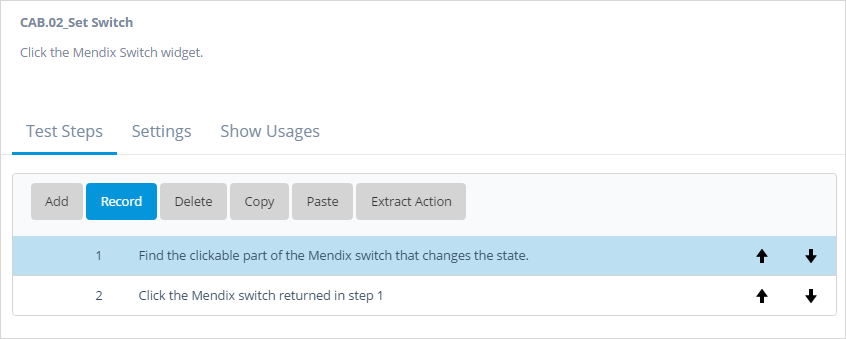 CAB.02_Set Switch
Click the Mendix Switch widget.
Test Steps Settings Show Usages
Add Record Delete Copy Paste Extract Action
1 Find the clickable part of the Mendix switch that changes the state.
2 Click the Mendix switch returned in step 1